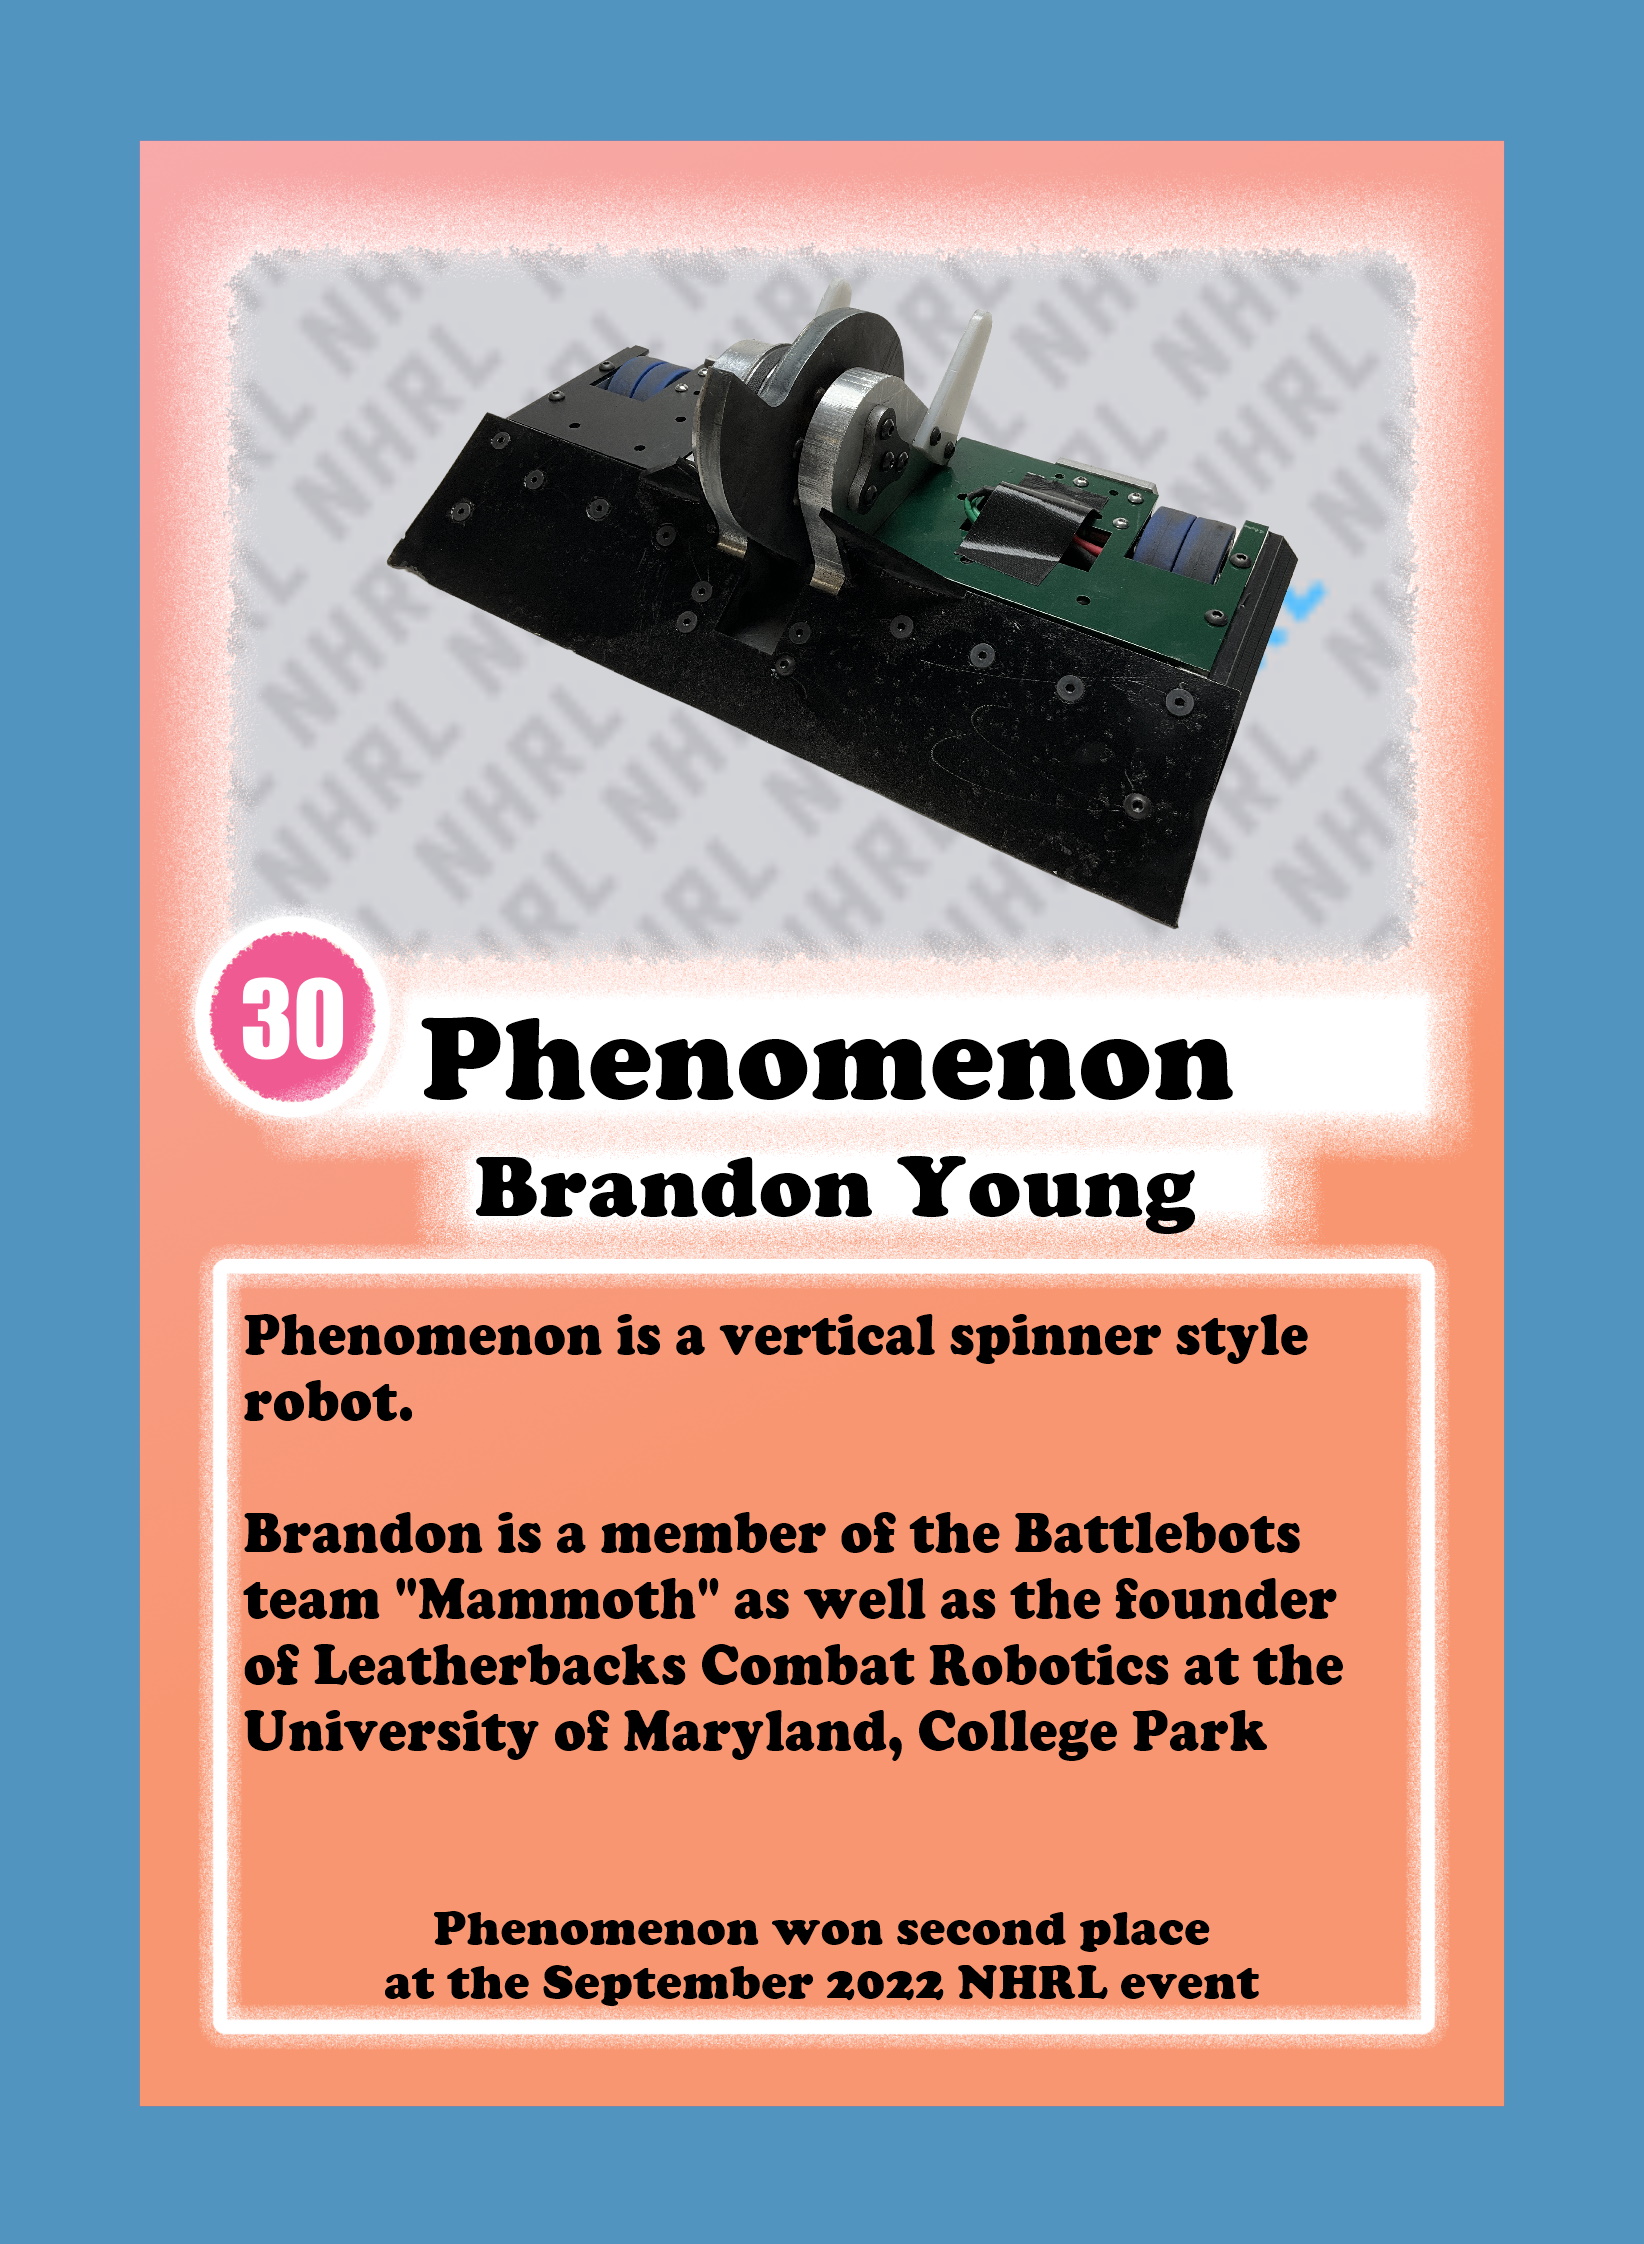 NHRL
30
Phenomenon
Brandon Young
Phenomenon is a vertical spinner style
robot.
Brandon is a member of the Battlebots
team "Mammoth" as well as the founder
of Leatherbacks Combat Robotics at the
University of Maryland, College Park
Phenomenon won second place
at the September 2022 NHRL event